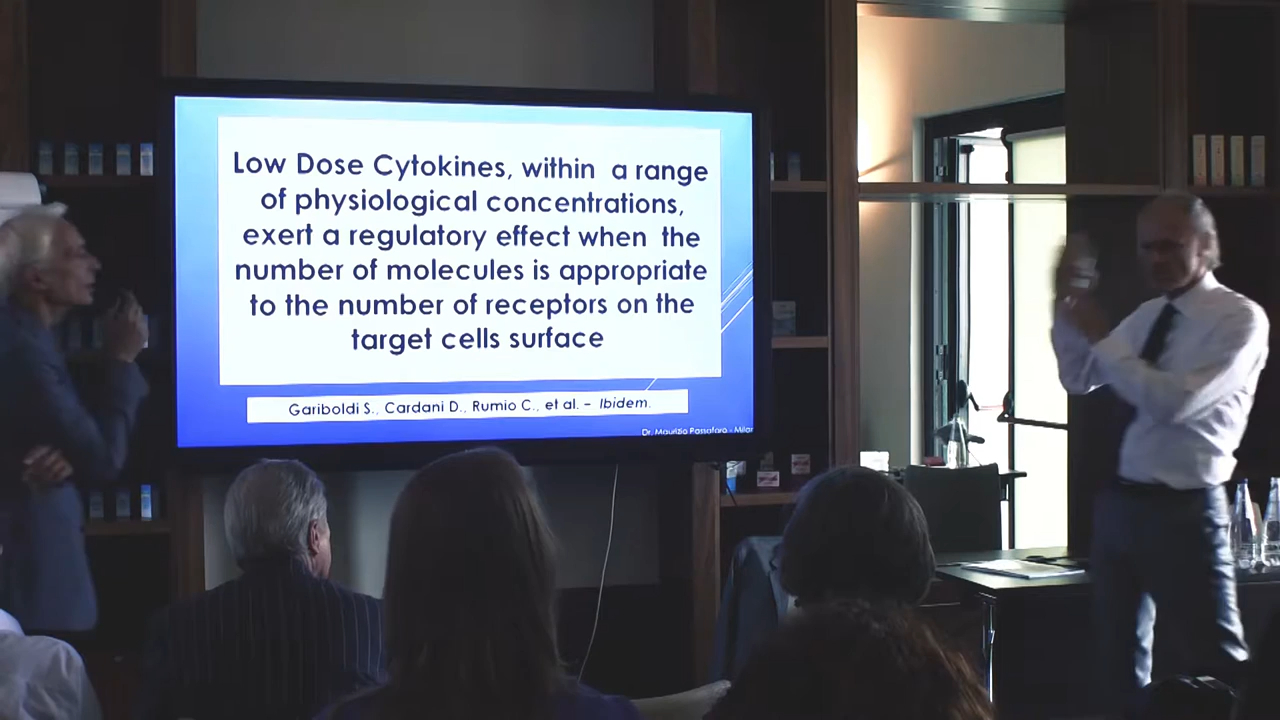 Low Dose Cytokines, within a range
of physiological concentrations,
exert a regulatory effect when the
number of molecules is appropriate
to the number of receptors on the
target cells surface
Gariboldi S., Cardani D., Rumio C., et al. – Ibidem.
Dr. Maurizio Passafaro - Milan